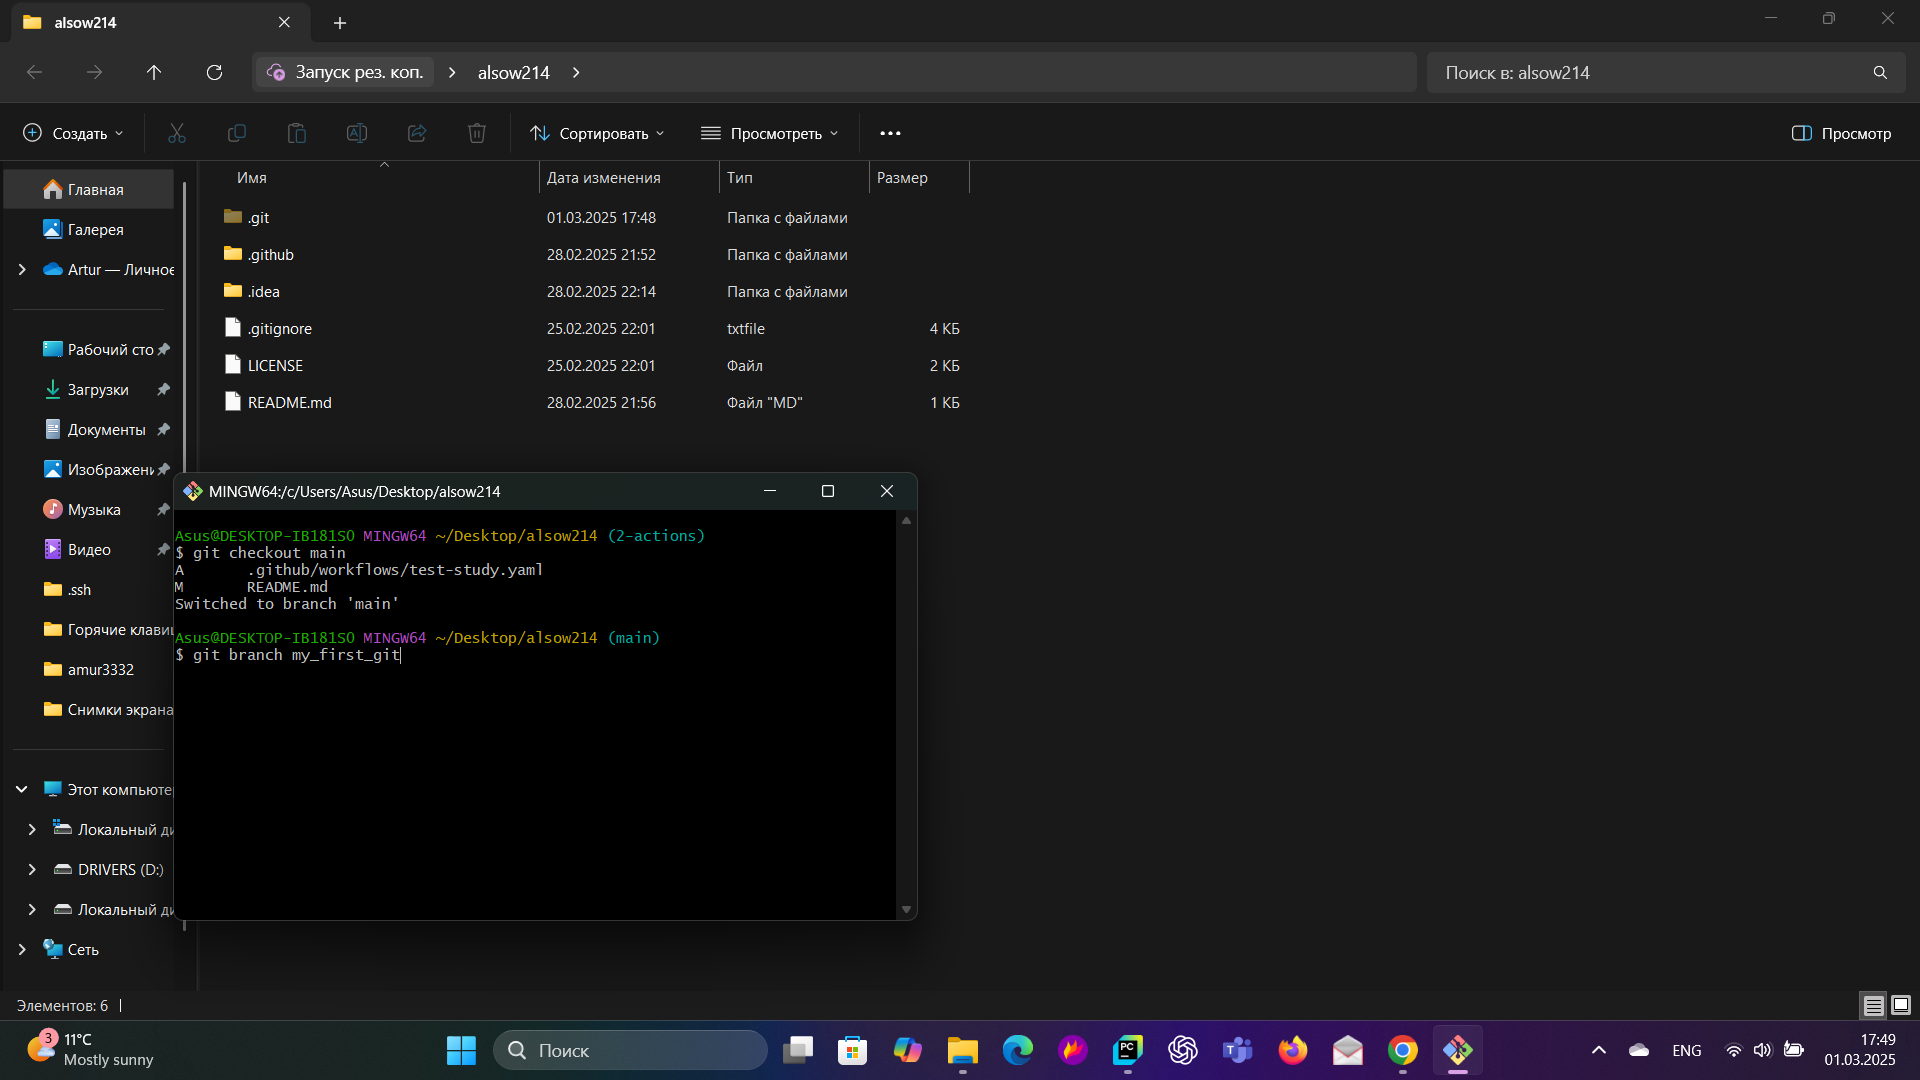 alsow214
Запуск рез. коп.
alsow214
Поиск в: alsow214
Создать
Сортировать
Просмотреть
Просмотр
Имя
Дата изменения
Тип
Размер
.git 01.03.2025 17:48 Папка с файлами
.github 28.02.2025 21:52 Папка с файлами
.idea 28.02.2025 22:14 Папка с файлами
.gitignore 25.02.2025 22:01 txtfile 4 КБ
LICENSE 25.02.2025 22:01 Файл 2 КБ
README.md 28.02.2025 21:56 Файл "MD" 1 КБ
Главная
Галерея
Artur — Личное
Рабочий сто
Загрузки
Документы
Изображени
Музыка
Видео
.ssh
Горячие клави
amur3332
Снимки экрана
Этот компьюте
Локальный ди
DRIVERS (D:)
Локальный ди
Сеть
MINGW64:/c/Users/Asus/Desktop/alsow214
Asus@DESKTOP-IB181SO MINGW64 ~/Desktop/alsow214 (2-actions)
$ git checkout main
A .github/workflows/test-study.yaml
M README.md
Switched to branch 'main'
Asus@DESKTOP-IB181SO MINGW64 ~/Desktop/alsow214 (main)
$ git branch my_first_git
Элементов: 6
3
11°C
Mostly sunny
Поиск
PC
ENG
17:49
01.03.2025